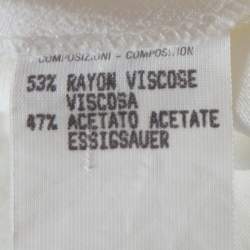 COMPOSIZIONI - COMPOSITION
53% RAYON VISCOSE
VISCOSA
47% ACETATO ACETATE
ESSIGSAUER